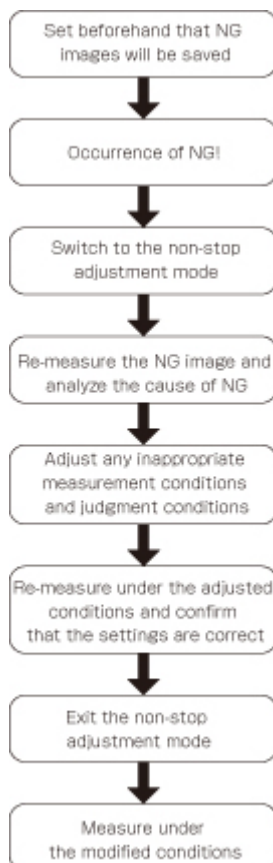 Set beforehand that NG
images will be saved
Occurrence of NG!
Switch to the non-stop
adjustment mode
Re-measure the NG image and
analyze the cause of NG
Adjust any inappropriate
measurement conditions
and judgment conditions
Re-measure under the adjusted
conditions and confirm
that the settings are correct
Exit the non-stop
adjustment mode
Measure under
the modified conditions